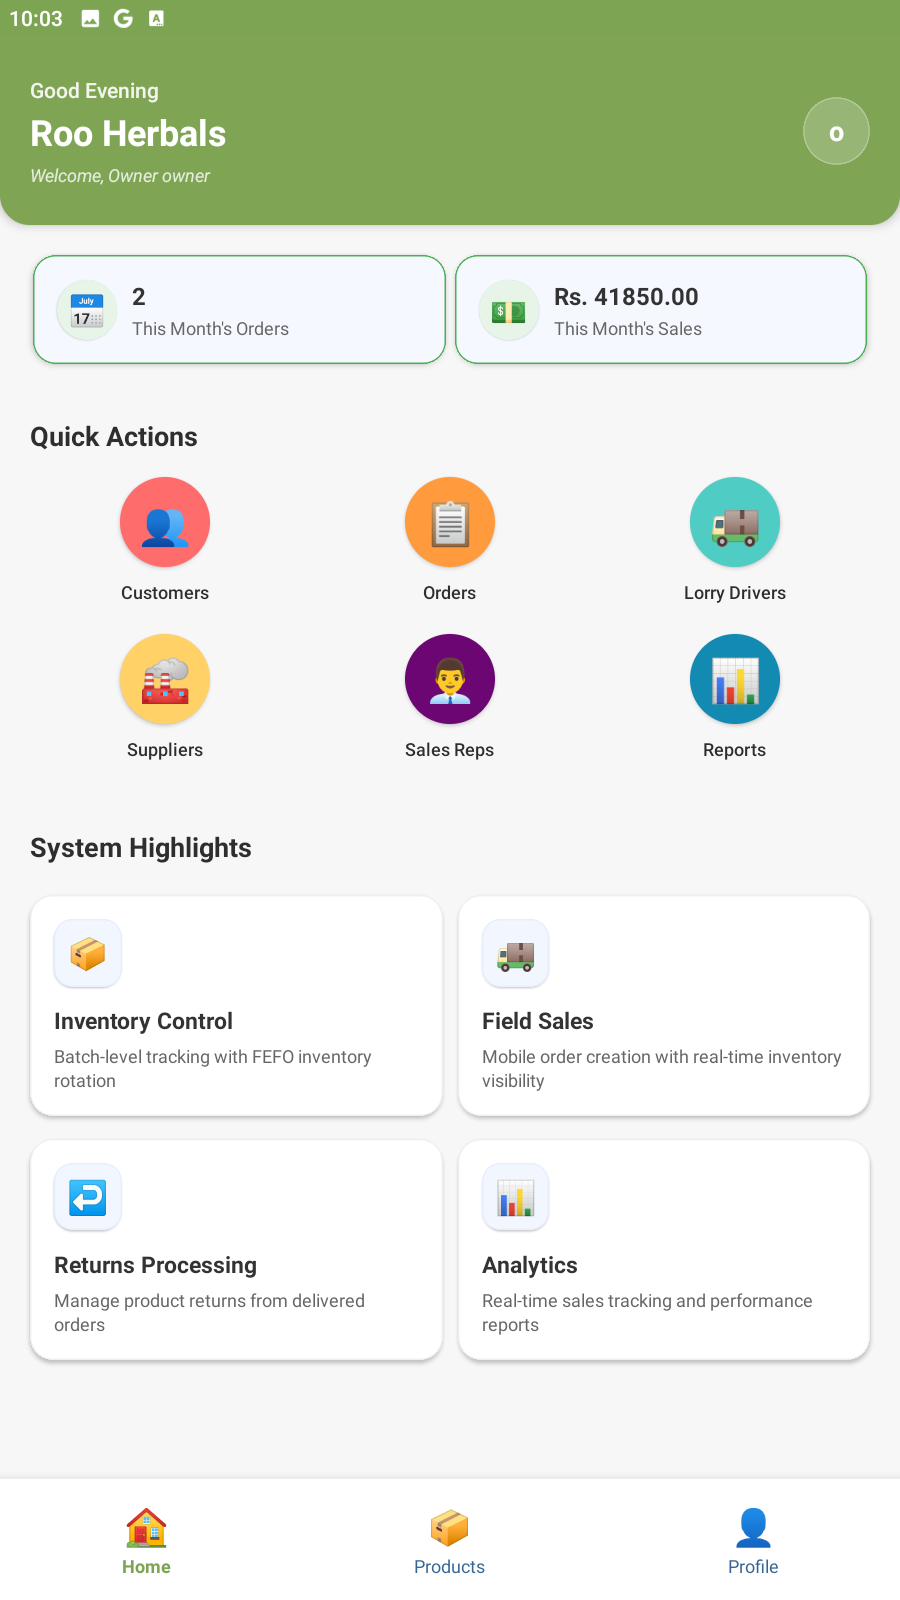 10:03
Good Evening
Roo Herbals
Welcome, Owner owner
o
July
17
2
This Month's Orders
Rs. 41850.00
This Month's Sales
Quick Actions
Customers
Orders
Lorry Drivers
Suppliers
Sales Reps
Reports
System Highlights
Inventory Control
Batch-level tracking with FEFO inventory
rotation
Field Sales
Mobile order creation with real-time inventory
visibility
Returns Processing
Manage product returns from delivered
orders
Analytics
Real-time sales tracking and performance
reports
Home
Products
Profile